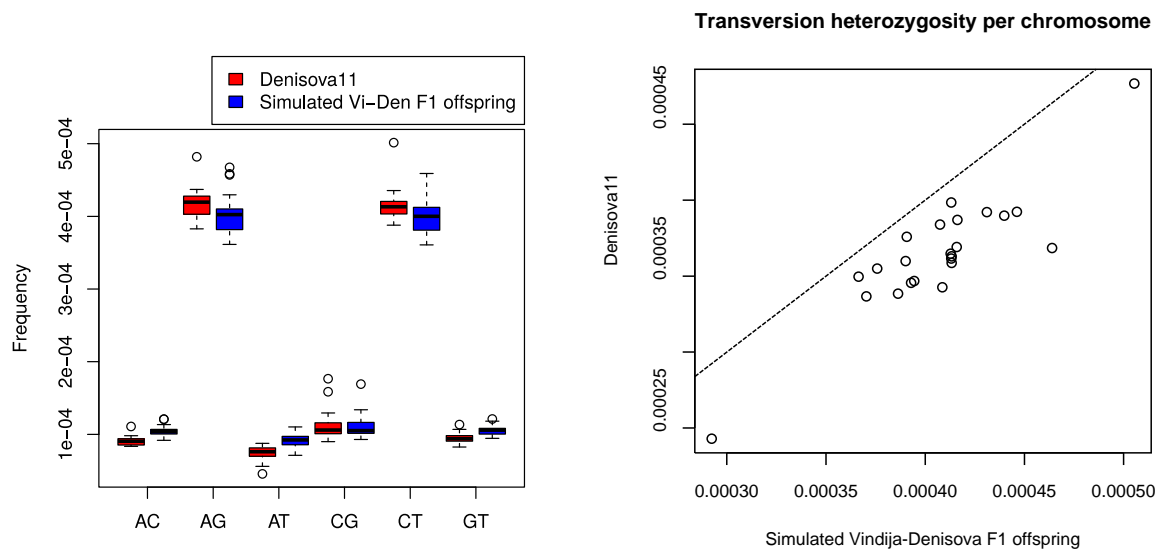 Denisova11
Simulated Vi−Den F1 offspring
Frequency
5e−04
4e−04
3e−04
2e−04
1e−04
AC AG AT CG CT GT
Transversion heterozygosity per chromosome
Denisova11
0.00045
0.00035
0.00025
0.00030 0.00035 0.00040 0.00045 0.00050
Simulated Vindija-Denisova F1 offspring